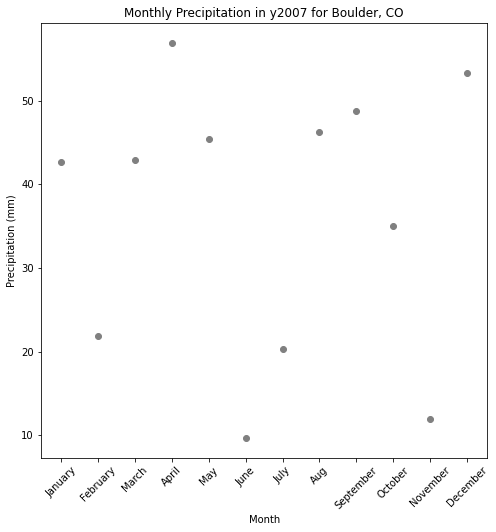 Monthly Precipitation in y2007 for Boulder, CO
Precipitation (mm)
50
40
30
20
10
January
February
March
April
May
June
July
Aug
September
October
November
December
Month